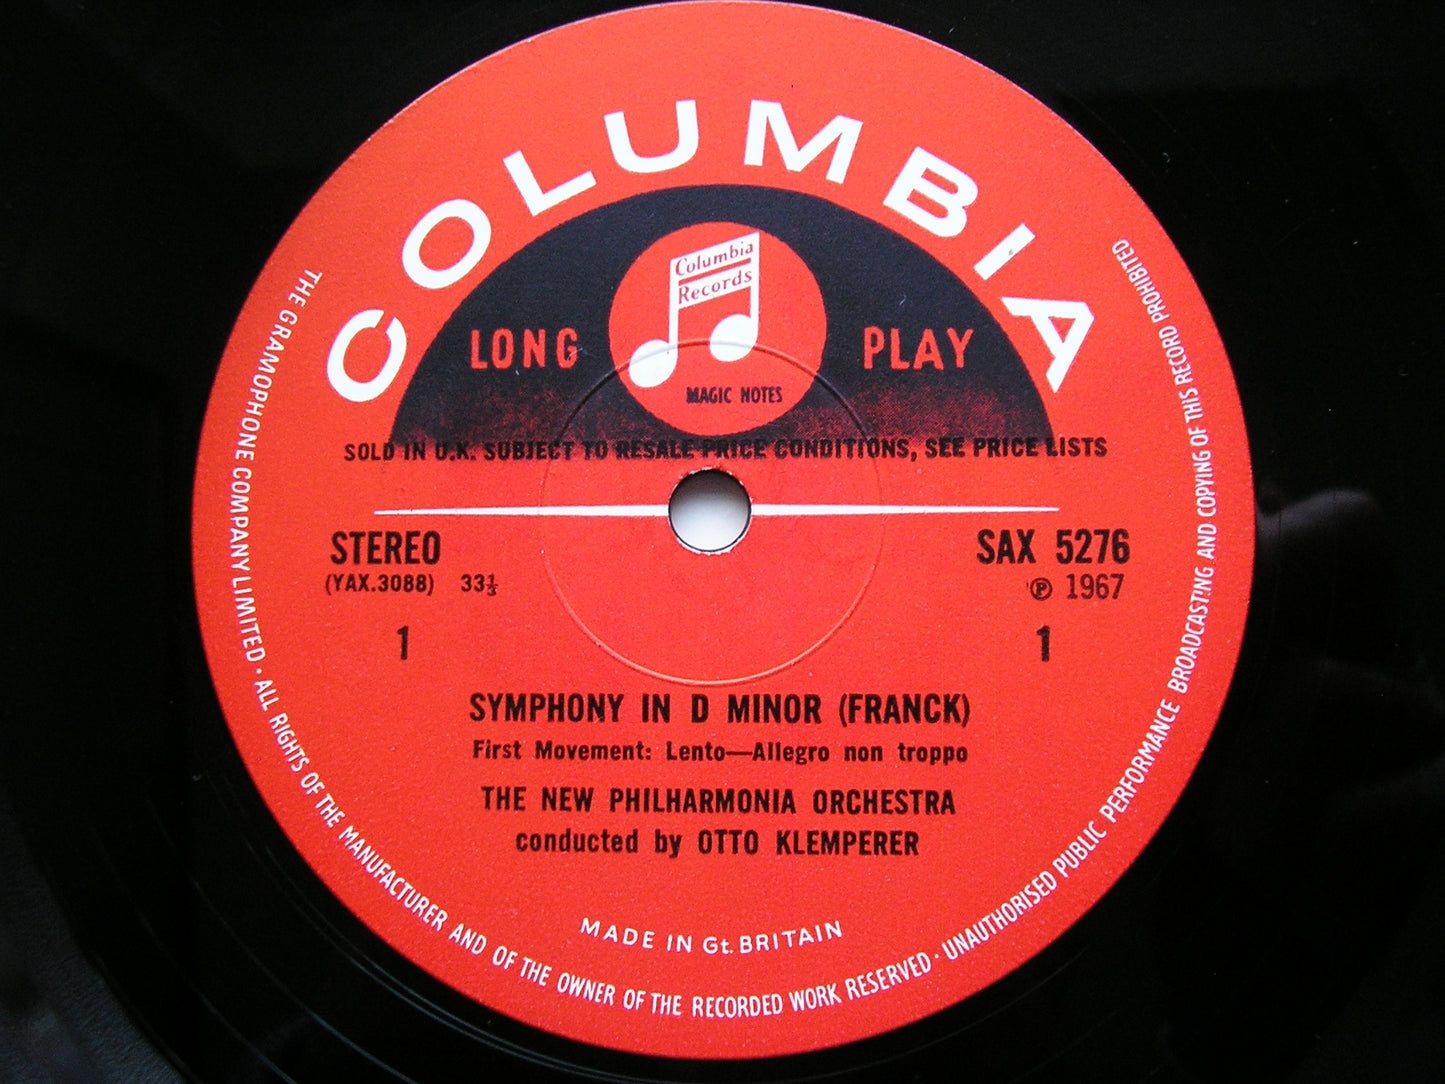 COLUMBIA
Columbia
Records
LONG PLAY
MAGIC NOTES
SOLD IN U.K. SUBJECT TO RESALE PRICE CONDITIONS, SEE PRICE LISTS
STEREO SAX 5276
(YAX.3088) 33⅓ ℗ 1967
1 1
SYMPHONY IN D MINOR (FRANCK)
First Movement: Lento—Allegro non troppo
THE NEW PHILHARMONIA ORCHESTRA
conducted by OTTO KLEMPERER
MADE IN Gt. BRITAIN
THE GRAMOPHONE COMPANY LIMITED · ALL RIGHTS OF THE MANUFACTURER AND OF THE OWNER OF THE RECORDED WORK RESERVED · UNAUTHORISED PUBLIC PERFORMANCE BROADCASTING AND COPYING OF THIS RECORD PROHIBITED